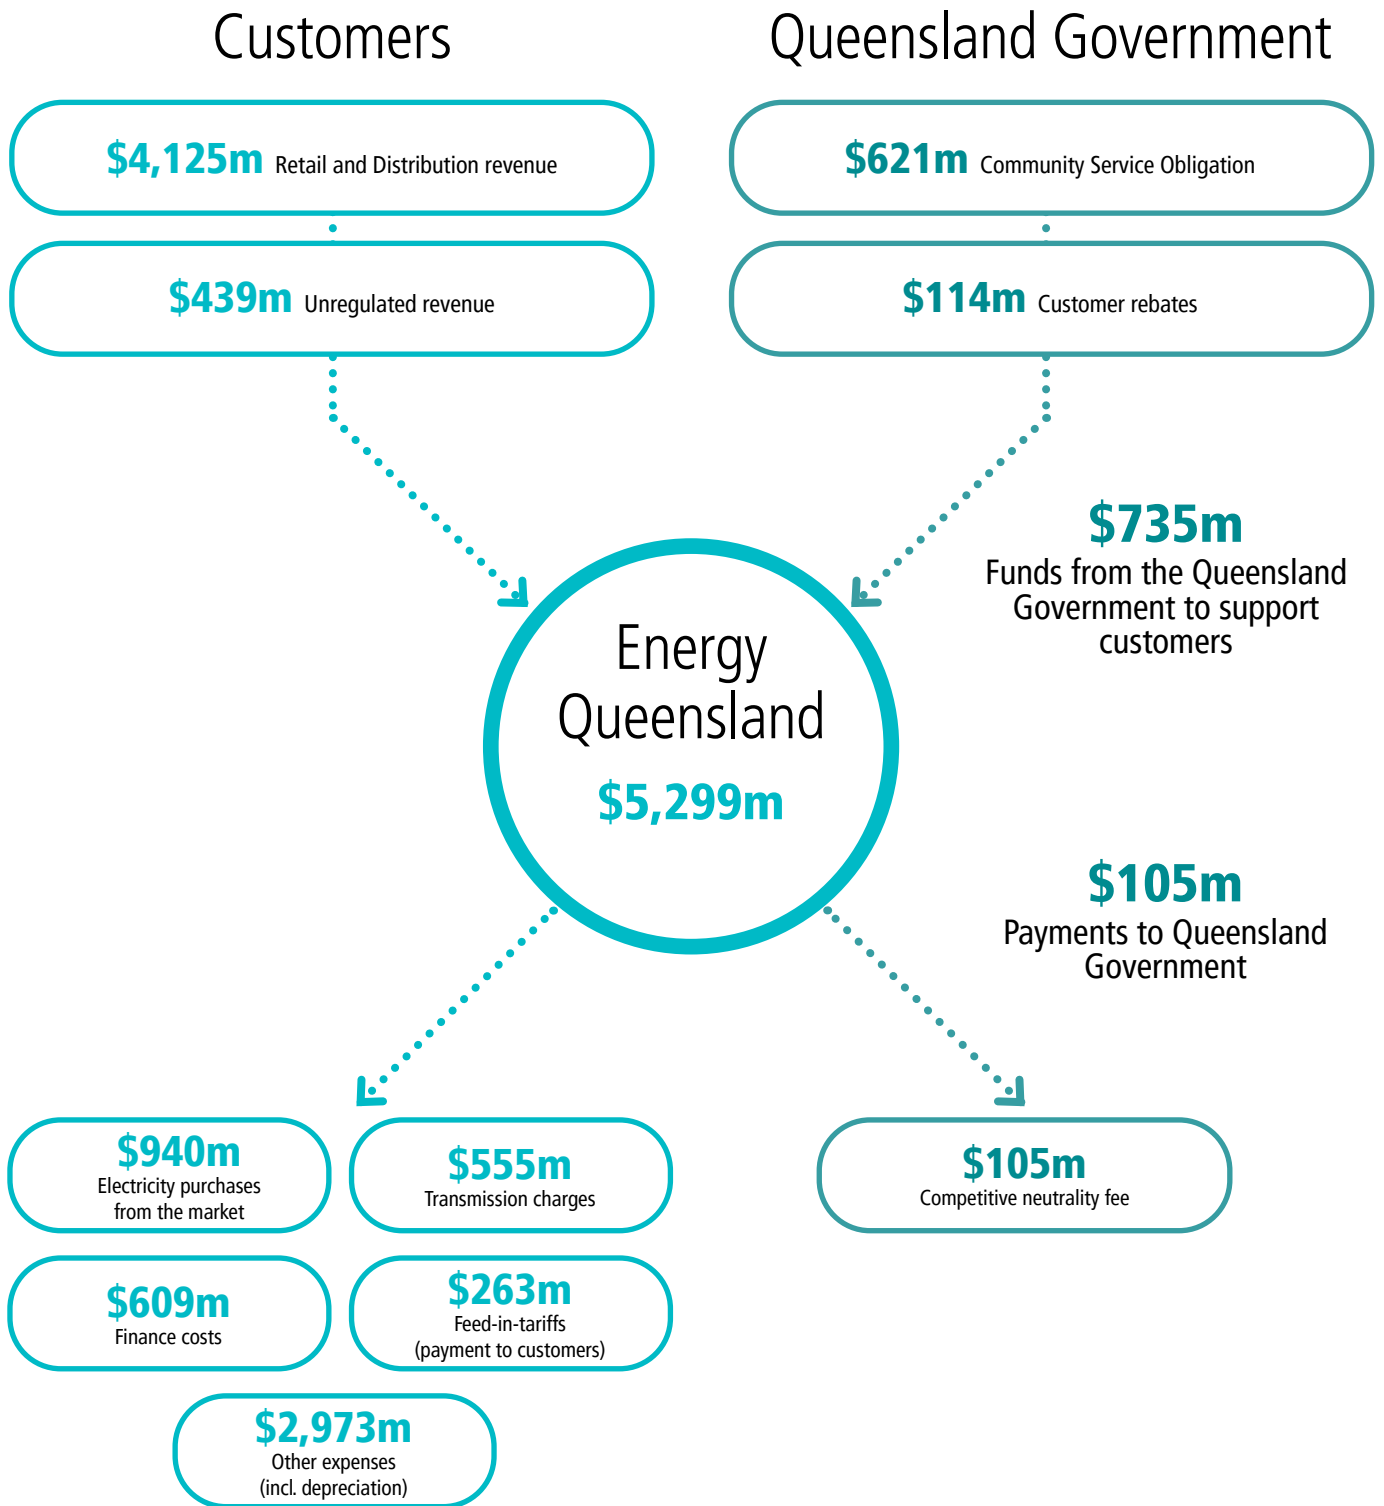 Customers
Queensland Government
$4,125m Retail and Distribution revenue
$621m Community Service Obligation
$439m Unregulated revenue
$114m Customer rebates
$735m
Funds from the Queensland
Government to support
customers
Energy
Queensland
$5,299m
$105m
Payments to Queensland
Government
$940m
Electricity purchases
from the market
$555m
Transmission charges
$105m
Competitive neutrality fee
$609m
Finance costs
$263m
Feed-in-tariffs
(payment to customers)
$2,973m
Other expenses
(incl. depreciation)